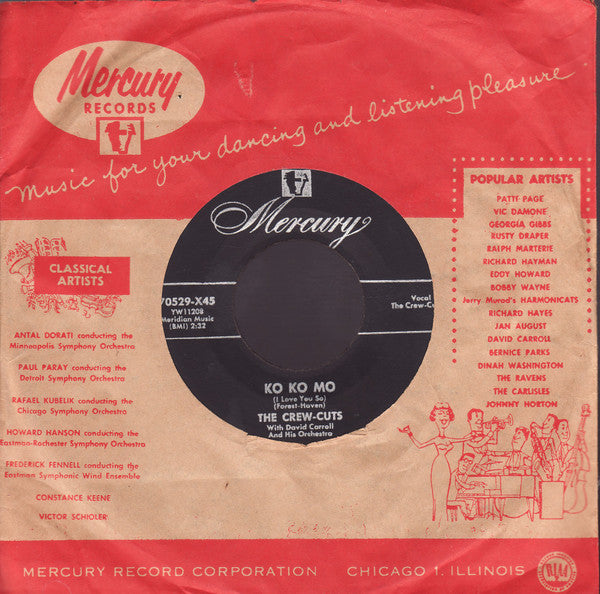 Mercury
RECORDS
Music for your dancing and listening pleasure
POPULAR ARTISTS
PATTI PAGE
VIC DAMONE
GEORGIA GIBBS
RUSTY DRAPER
RALPH MARTERIE
RICHARD HAYMAN
EDDY HOWARD
BOBBY WAYNE
Jerry Murad's HARMONICATS
RICHARD HAYES
JAN AUGUST
DAVID CARROLL
BERNICE PARKS
DINAH WASHINGTON
THE RAVENS
THE CARLISLES
JOHNNY HORTON
CLASSICAL
ARTISTS
ANTAL DORATI conducting the
Minneapolis Symphony Orchestra
PAUL PARAY conducting the
Detroit Symphony Orchestra
RAFAEL KUBELIK conducting the
Chicago Symphony Orchestra
HOWARD HANSON conducting the
Eastman-Rochester Symphony Orchestra
FREDERICK FENNELL conducting the
Eastman Symphonic Wind Ensemble
CONSTANCE KEENE
VICTOR SCHIOLER
Mercury
70529-X45
YW11208
Meridian Music
(BMI) 2:32
Vocal
The Crew-Cu
KO KO MO
(I Love You So)
(Forest-Haven)
THE CREW-CUTS
With David Carroll
And His Orchestra
MERCURY RECORD CORPORATION CHICAGO 1, ILLINOIS